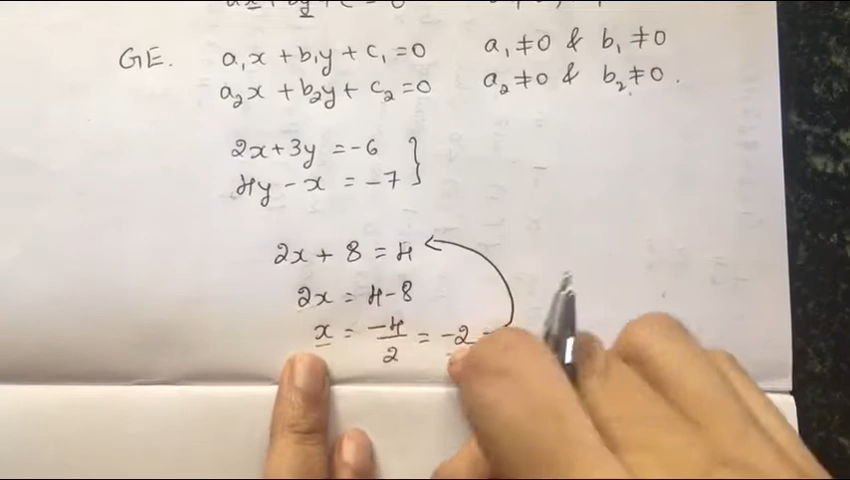 GE. a₁x + b₁y + c₁ = 0 a₁ ≠ 0 & b₁ ≠ 0
a₂x + b₂y + c₂ = 0 a₂ ≠ 0 & b₂ ≠ 0.
2x + 3y = -6 }
4y - x = -7
2x + 8 = 4
2x = 4 - 8
x = -4/2 = -2